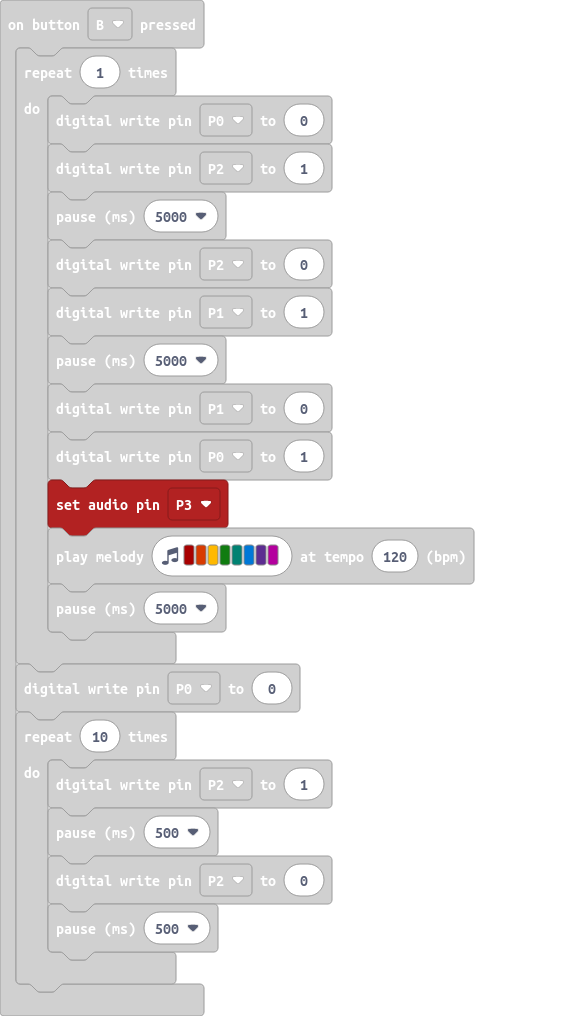 on button B pressed
repeat 1 times
do
digital write pin P0 to 0
digital write pin P2 to 1
pause (ms) 5000
digital write pin P2 to 0
digital write pin P1 to 1
pause (ms) 5000
digital write pin P1 to 0
digital write pin P0 to 1
set audio pin P3
play melody at tempo 120 (bpm)
pause (ms) 5000
digital write pin P0 to 0
repeat 10 times
do
digital write pin P2 to 1
pause (ms) 500
digital write pin P2 to 0
pause (ms) 500